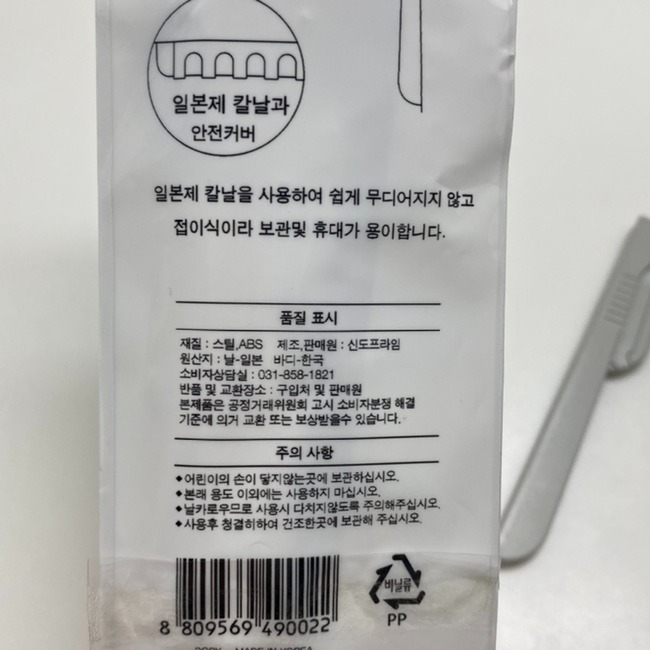 일본제 칼날과
안전커버
일본제 칼날을 사용하여 쉽게 무디어지지 않고
접이식이라 보관및 휴대가 용이합니다.
품질 표시
재질 : 스틸,ABS 제조,판매원 : 신도프라임
원산지 : 날-일본 바디-한국
소비자상담실 : 031-858-1821
반품 및 교환장소 : 구입처 및 판매원
본제품은 공정거래위원회 고시 소비자분쟁 해결
기준에 의거 교환 또는 보상받을수 있습니다.
주의 사항
◆어린이의 손이 닿지않는곳에 보관하십시오.
◆본래 용도 이외에는 사용하지 마십시오.
◆날카로우므로 사용시 다치지않도록 주의해주십시오.
◆사용후 청결히하여 건조한곳에 보관해 주십시오.
비닐류
PP
8 809569 490022
BODY - MADE IN KOREA